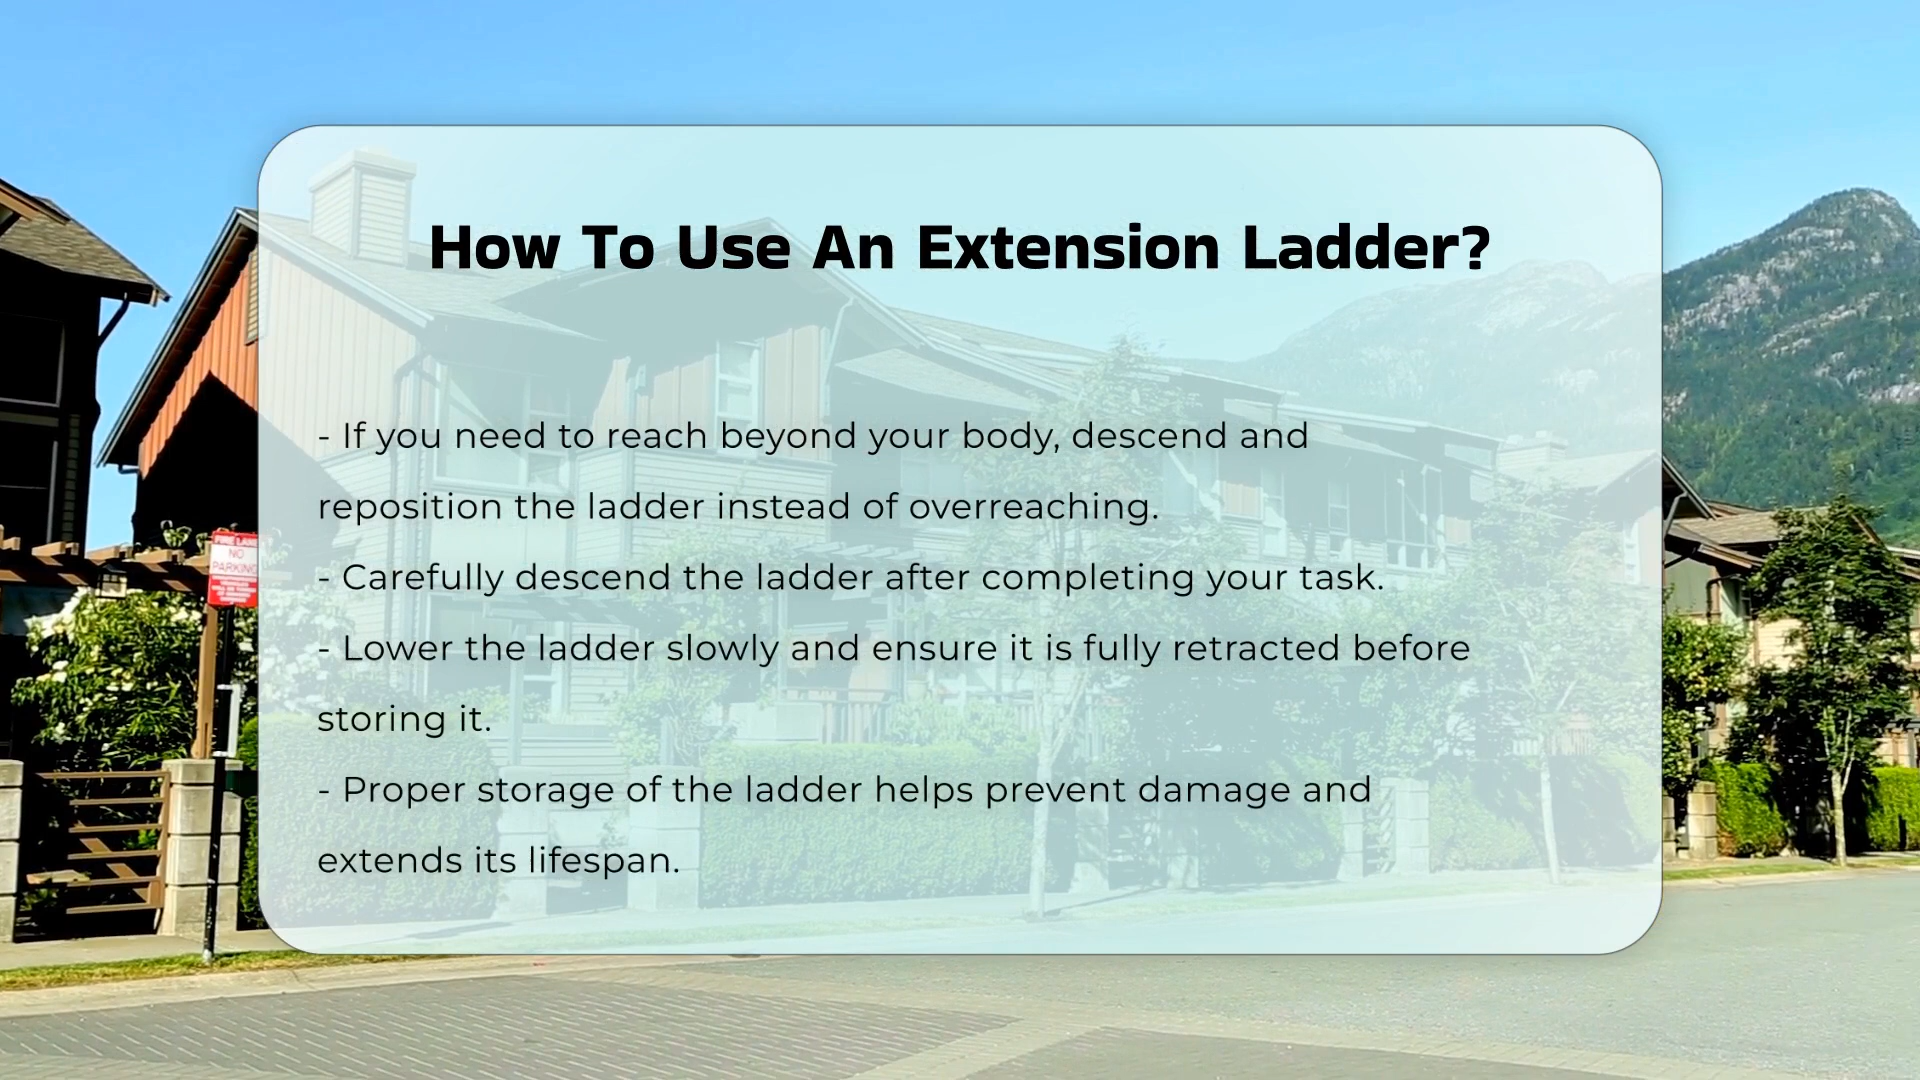 How To Use An Extension Ladder?
- If you need to reach beyond your body, descend and
reposition the ladder instead of overreaching.
- Carefully descend the ladder after completing your task.
- Lower the ladder slowly and ensure it is fully retracted before
storing it.
- Proper storage of the ladder helps prevent damage and
extends its lifespan.
FIRE LANE
NO
PARKING